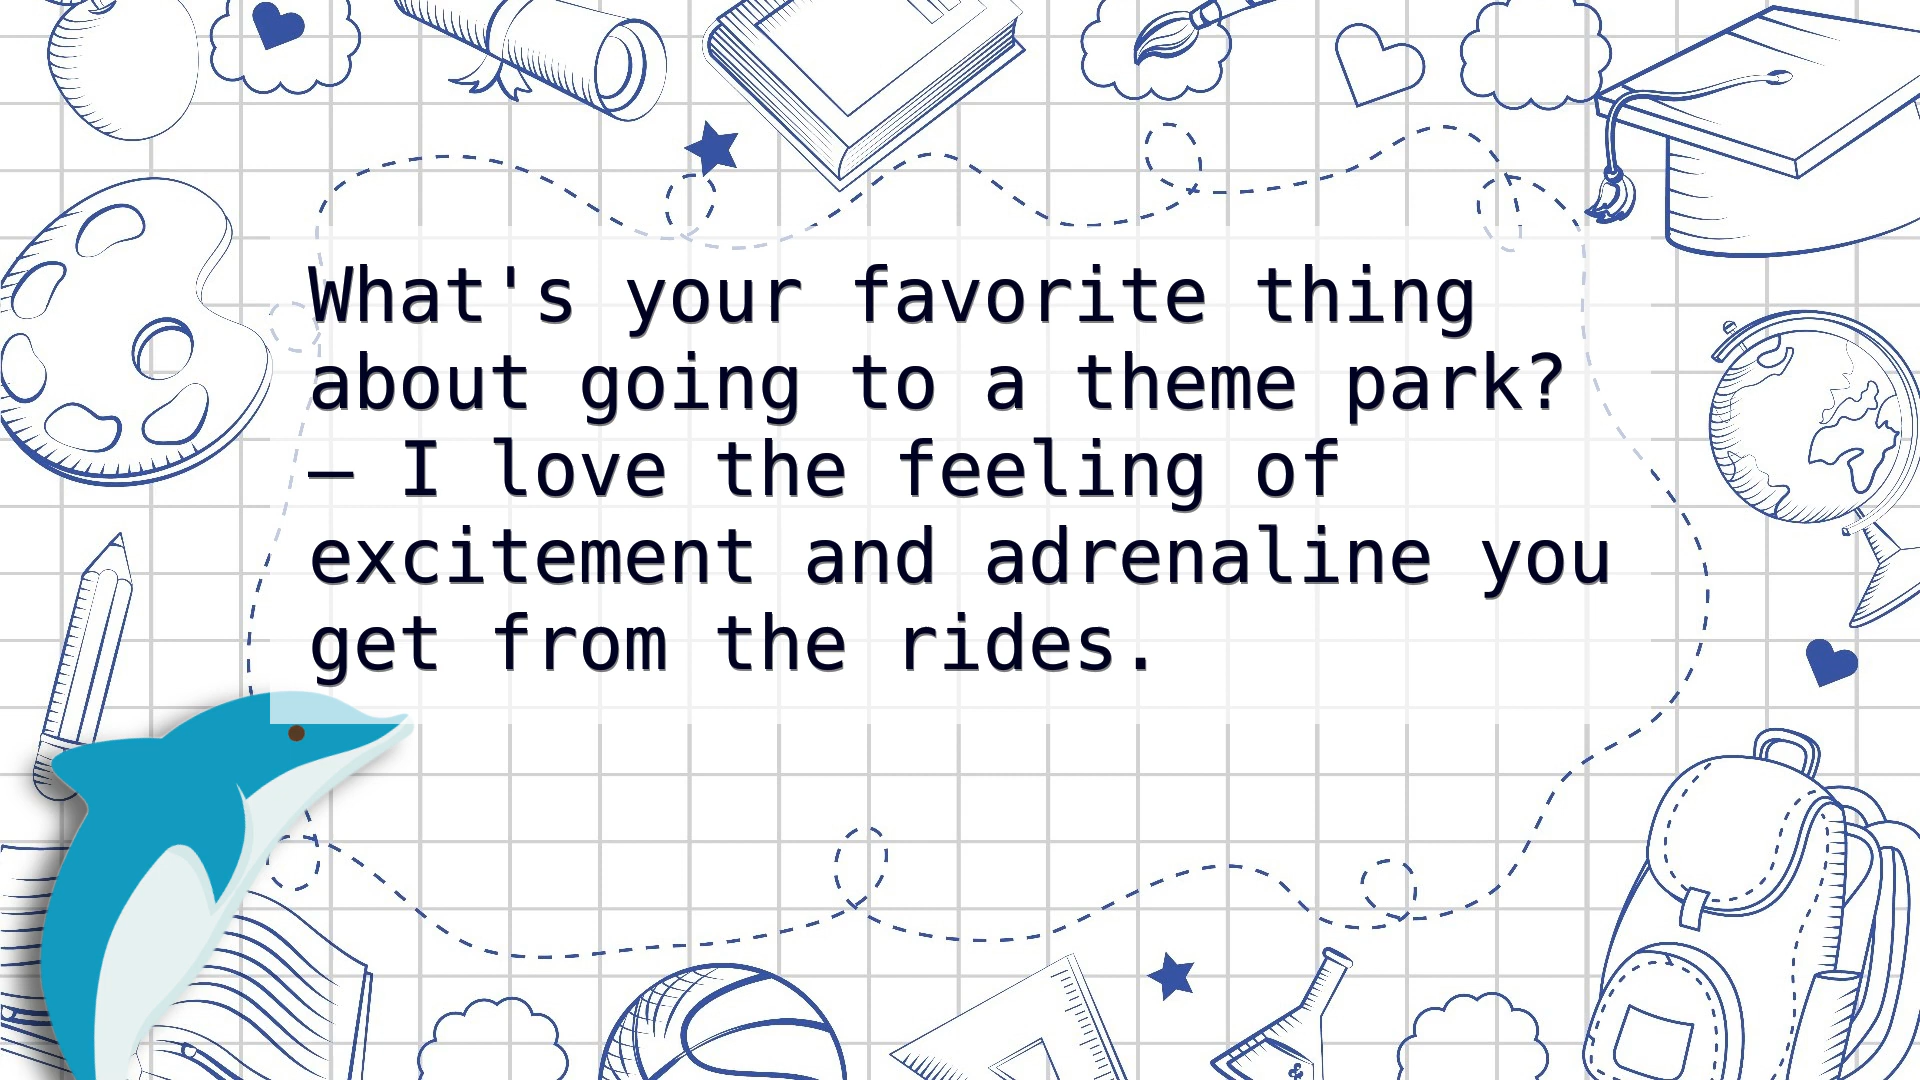 What's your favorite thing
about going to a theme park?
– I love the feeling of
excitement and adrenaline you
get from the rides.